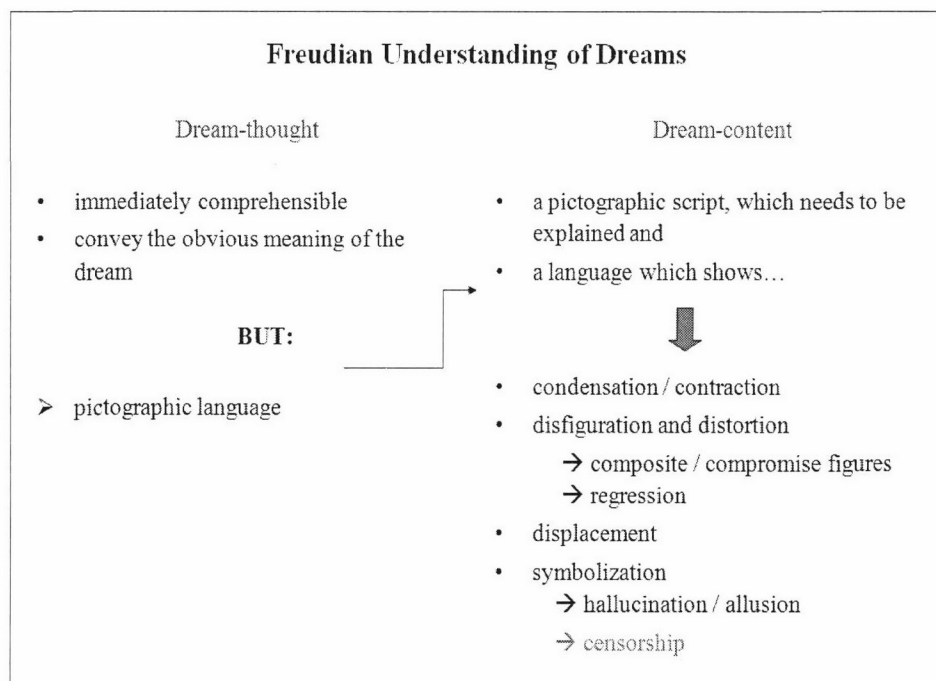 Freudian Understanding of Dreams
Dream-thought
• immediately comprehensible
• convey the obvious meaning of the
dream
BUT:
➢ pictographic language
Dream-content
• a pictographic script, which needs to be
explained and
• a language which shows…
• condensation / contraction
• disfiguration and distortion
→ composite / compromise figures
→ regression
• displacement
• symbolization
→ hallucination / allusion
→ censorship